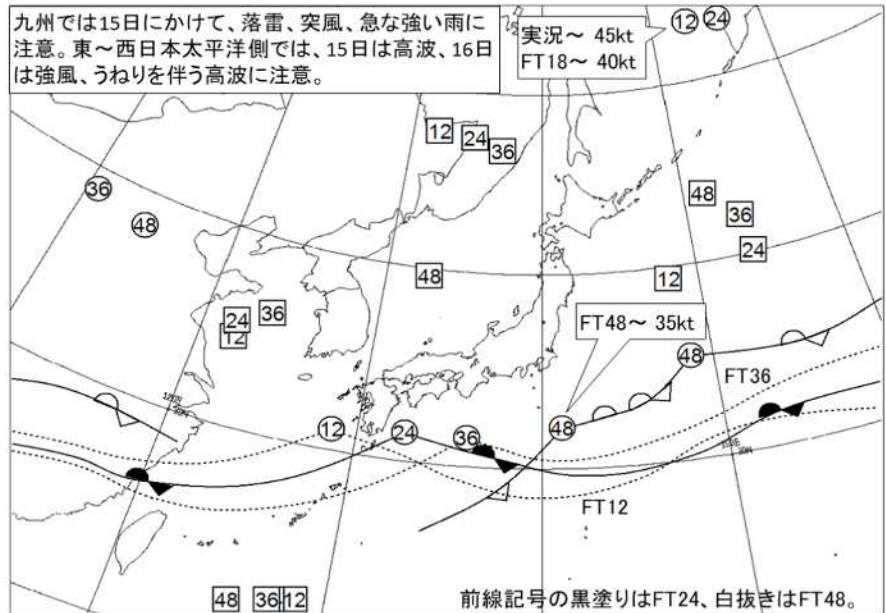 九州では15日にかけて、落雷、突風、急な強い雨に
注意。東～西日本太平洋側では、15日は高波、16日
は強風、うねりを伴う高波に注意。
実況～ 45kt
FT18～ 40kt
12 24
12 24 36
36
48
48 36 24
12
48
24 36
12
FT48～ 35kt
48
FT36
12 24 36 48
FT12
48 36 12
前線記号の黒塗りはFT24、白抜きはFT48。